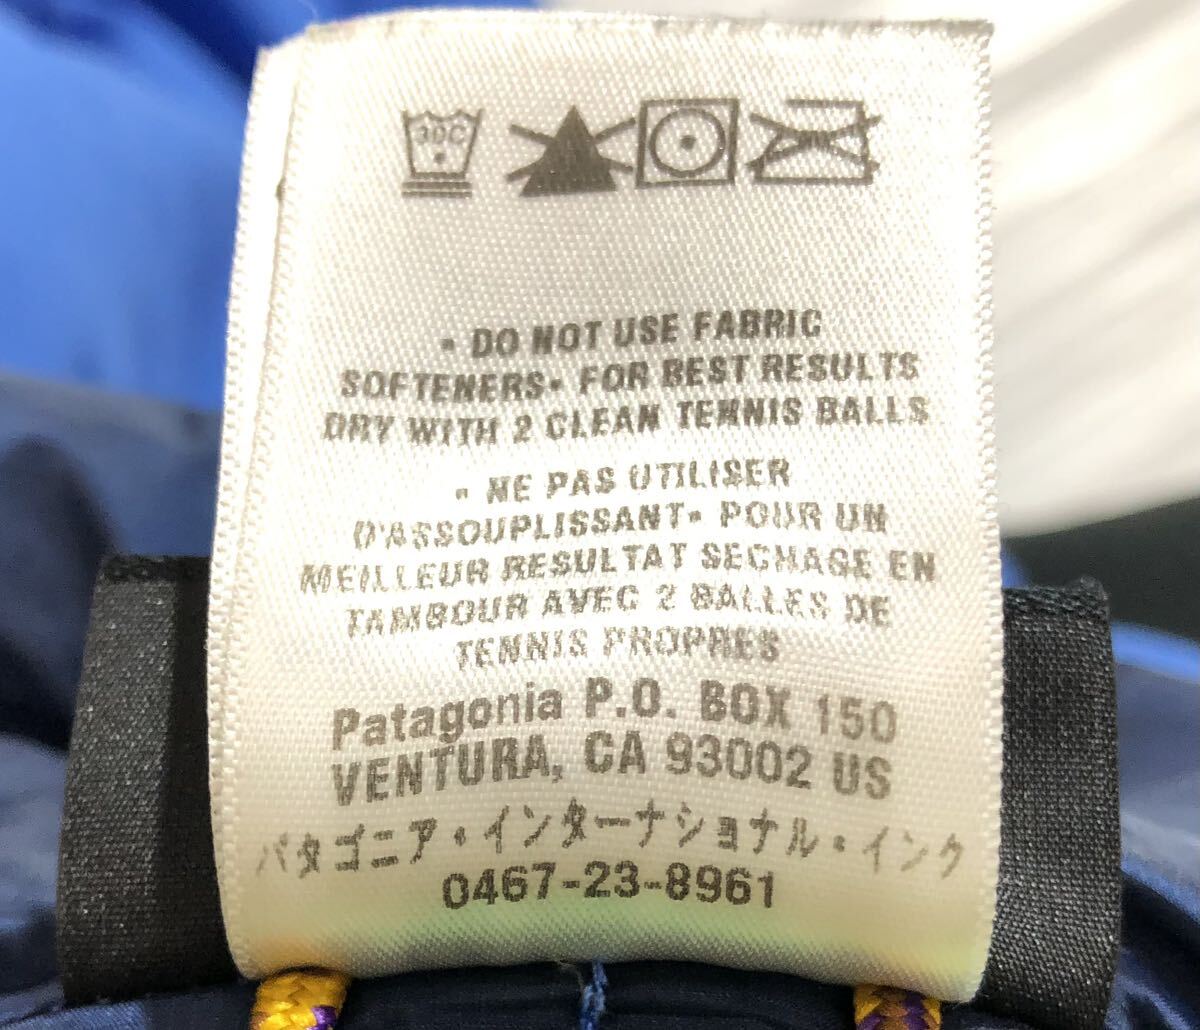 30C
• DO NOT USE FABRIC
SOFTENERS• FOR BEST RESULTS
DRY WITH 2 CLEAN TENNIS BALLS
• NE PAS UTILISER
D'ASSOUPLISSANT• POUR UN
MEILLEUR RESULTAT SECHAGE EN
TAMBOUR AVEC 2 BALLES DE
TENNIS PROPRES
Patagonia P.O. BOX 150
VENTURA, CA 93002 US
パタゴニア・インターナショナル・インク
0467-23-8961